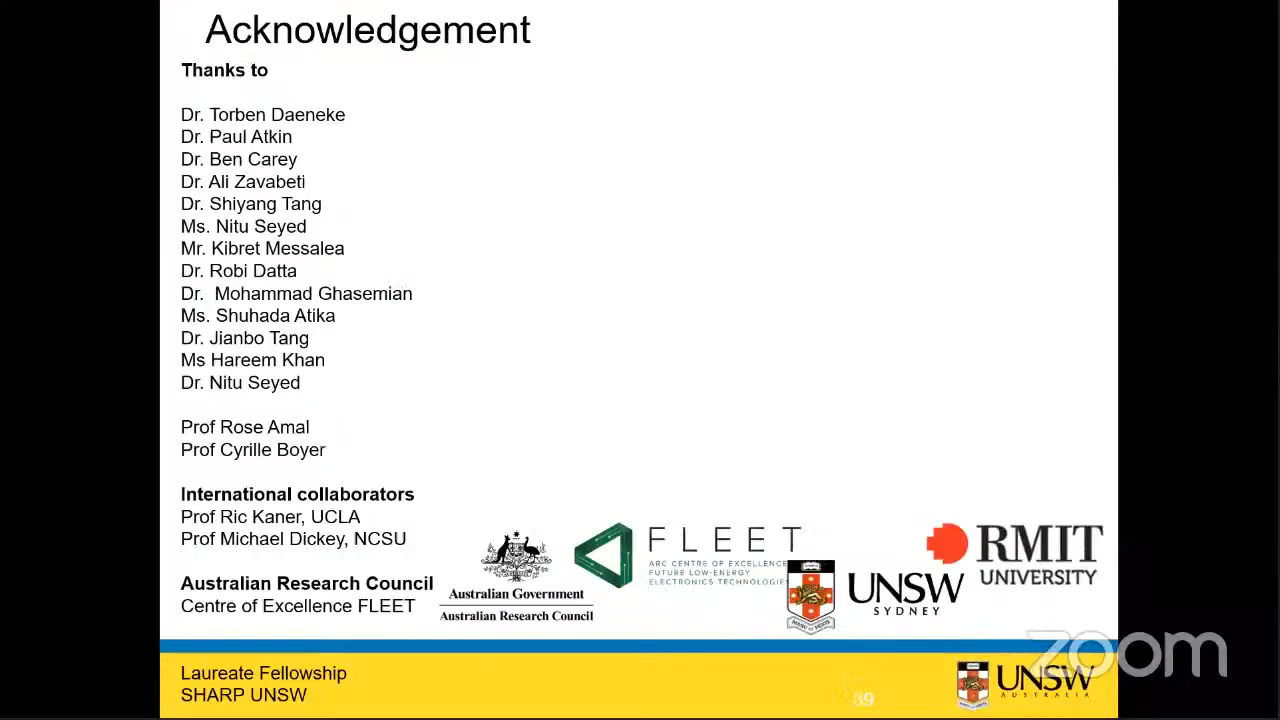 Acknowledgement
Thanks to
Dr. Torben Daeneke
Dr. Paul Atkin
Dr. Ben Carey
Dr. Ali Zavabeti
Dr. Shiyang Tang
Ms. Nitu Seyed
Mr. Kibret Messalea
Dr. Robi Datta
Dr.  Mohammad Ghasemian
Ms. Shuhada Atika
Dr. Jianbo Tang
Ms Hareem Khan
Dr. Nitu Seyed
Prof Rose Amal
Prof Cyrille Boyer
International collaborators
Prof Ric Kaner, UCLA
Prof Michael Dickey, NCSU
Australian Research Council
Centre of Excellence FLEET
Australian Government
Australian Research Council
FLEET
ARC CENTRE OF EXCELLENCE
FUTURE LOW-ENERGY
ELECTRONICS TECHNOLOGIES
UNSW
SYDNEY
RMIT
UNIVERSITY
Laureate Fellowship
SHARP UNSW
39
UNSW
AUSTRALIA
zoom